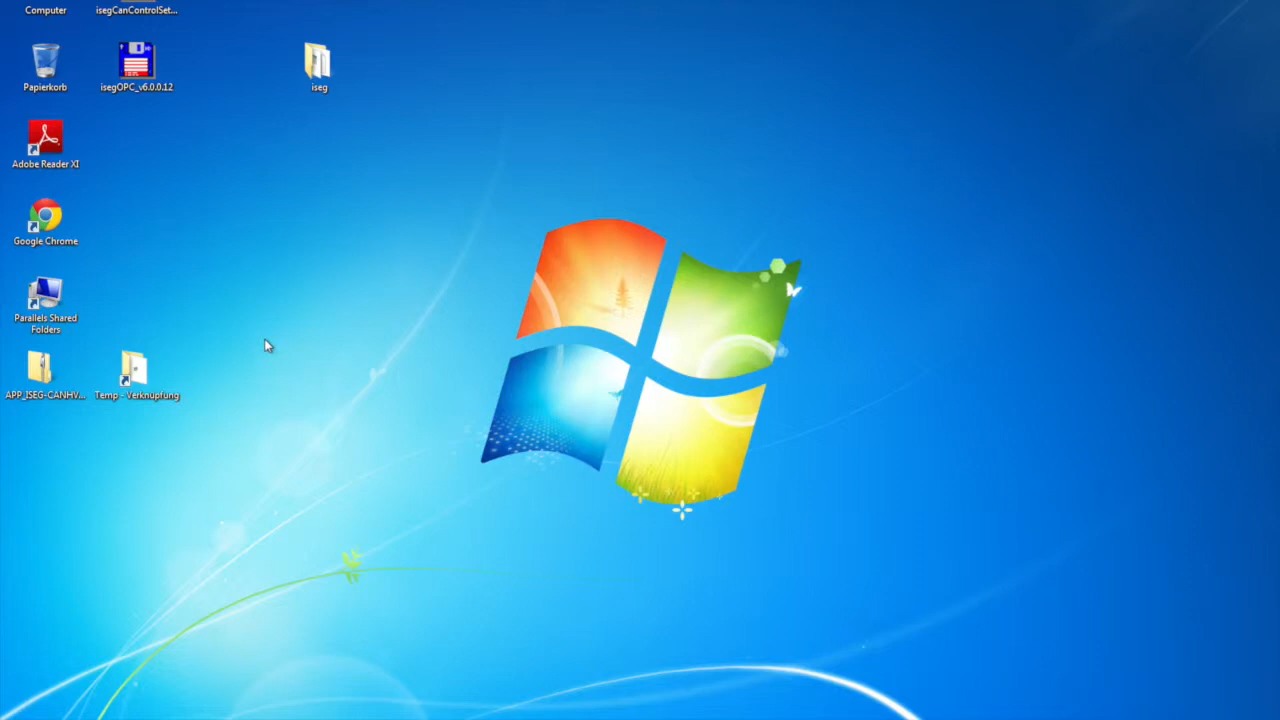 Computer
isegCanControlSet...
Papierkorb
isegOPC_v6.0.0.12
iseg
Adobe Reader XI
Google Chrome
Parallels Shared
Folders
APP_ISEG-CANHV...
Temp - Verknüpfung